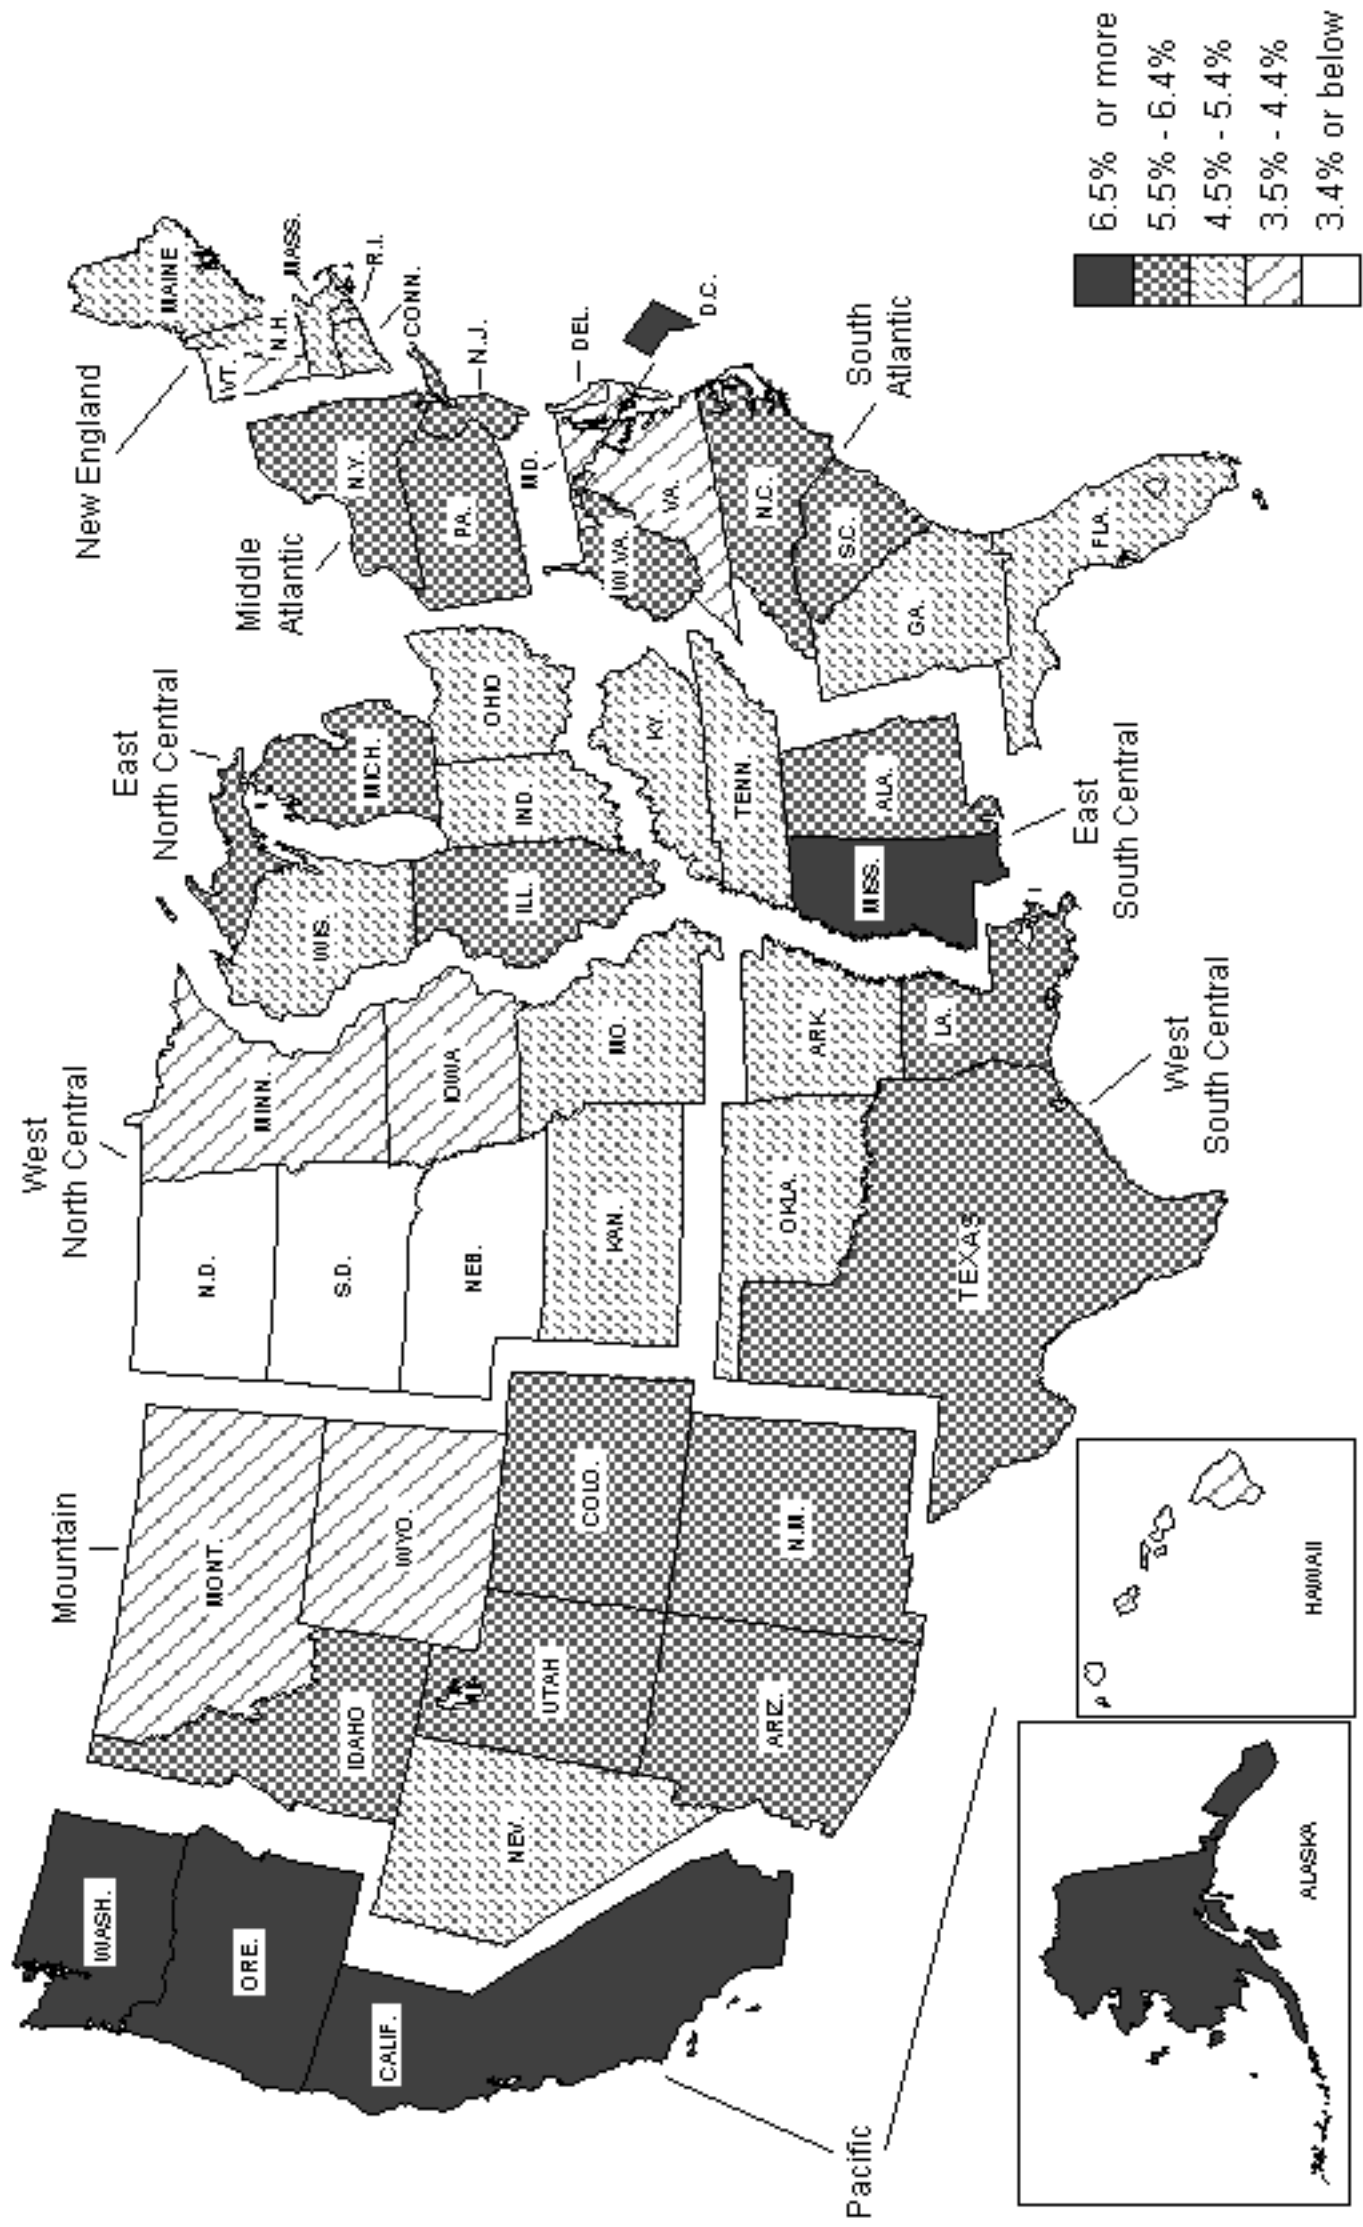 WASH.
ORE.
CALIF.
NEV.
IDAHO
MONT.
WYO.
UTAH
COLO.
ARIZ.
N.M.
Mountain
Pacific
ALASKA
HAWAII
West
North Central
N.D.
S.D.
NEB.
KAN.
MINN.
IOWA
MO.
OKLA.
ARK.
TEXAS
LA.
West
South Central
East
North Central
WIS.
MICH.
ILL.
IND.
OHIO
KY.
TENN.
MISS.
ALA.
East
South Central
Middle
Atlantic
N.Y.
PA.
N.J.
New England
MAINE
VT.
N.H.
MASS.
R.I.
CONN.
MD.
DEL.
D.C.
W.VA.
VA.
N.C.
S.C.
GA.
FLA.
South
Atlantic
6.5% or more
5.5% - 6.4%
4.5% - 5.4%
3.5% - 4.4%
3.4% or below